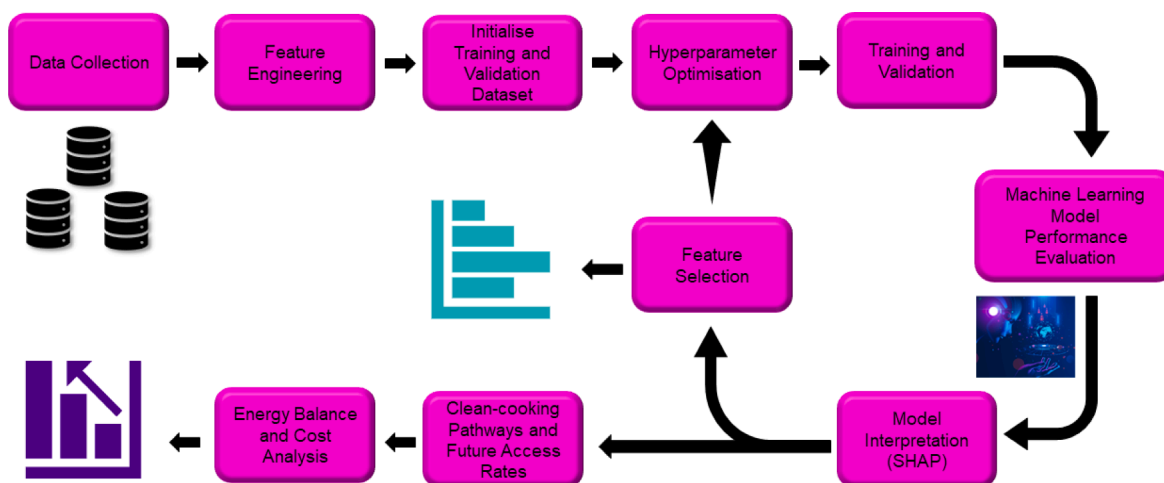 Data Collection
Feature
Engineering
Initialise
Training and
Validation
Dataset
Hyperparameter
Optimisation
Training and
Validation
Machine Learning
Model
Performance
Evaluation
Feature
Selection
Energy Balance
and Cost
Analysis
Clean-cooking
Pathways and
Future Access
Rates
Model
Interpretation
(SHAP)